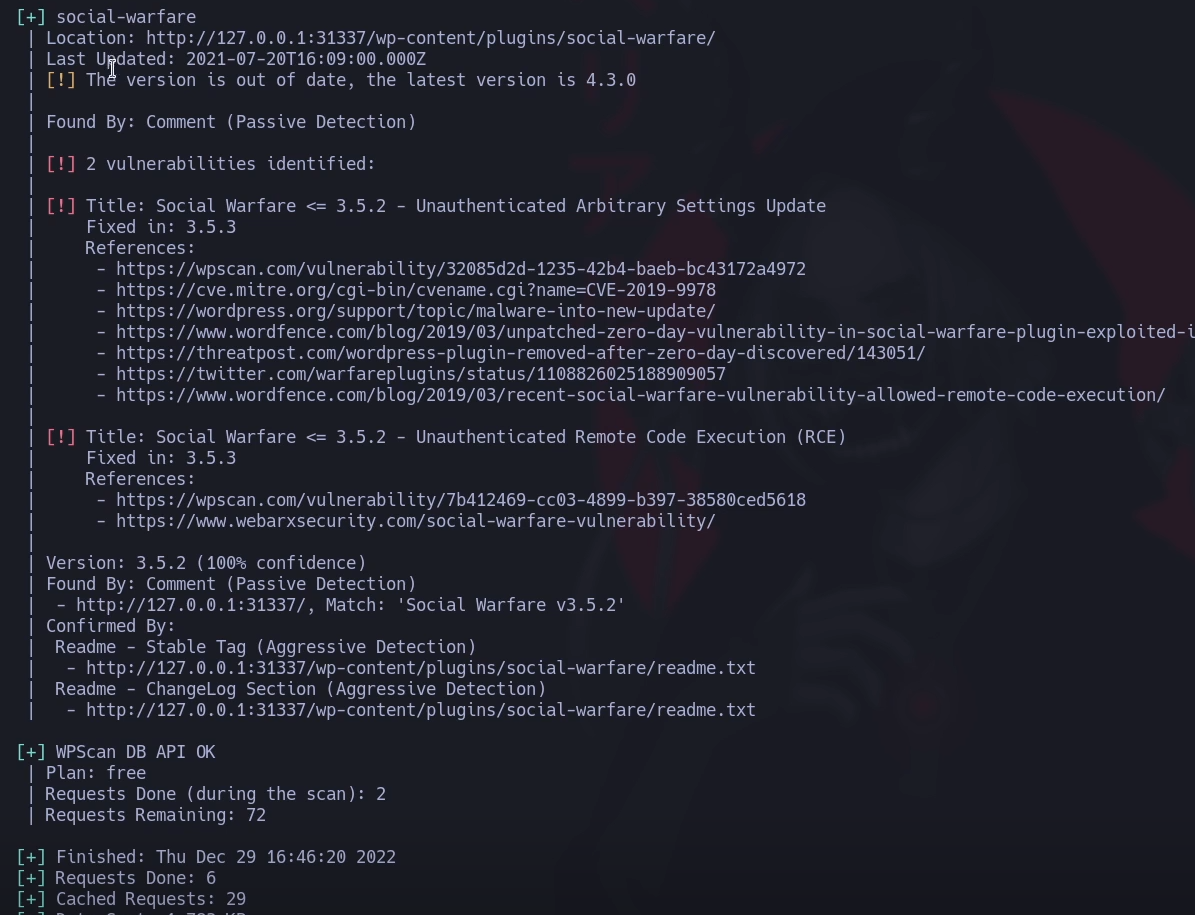 [+] social-warfare
| Location: http://127.0.0.1:31337/wp-content/plugins/social-warfare/
| Last Updated: 2021-07-20T16:09:00.000Z
| [!] The version is out of date, the latest version is 4.3.0
|
| Found By: Comment (Passive Detection)
|
| [!] 2 vulnerabilities identified:
|
| [!] Title: Social Warfare <= 3.5.2 - Unauthenticated Arbitrary Settings Update
|     Fixed in: 3.5.3
|     References:
|      - https://wpscan.com/vulnerability/32085d2d-1235-42b4-baeb-bc43172a4972
|      - https://cve.mitre.org/cgi-bin/cvename.cgi?name=CVE-2019-9978
|      - https://wordpress.org/support/topic/malware-into-new-update/
|      - https://www.wordfence.com/blog/2019/03/unpatched-zero-day-vulnerability-in-social-warfare-plugin-exploited-i
|      - https://threatpost.com/wordpress-plugin-removed-after-zero-day-discovered/143051/
|      - https://twitter.com/warfareplugins/status/1108826025188909057
|      - https://www.wordfence.com/blog/2019/03/recent-social-warfare-vulnerability-allowed-remote-code-execution/
|
| [!] Title: Social Warfare <= 3.5.2 - Unauthenticated Remote Code Execution (RCE)
|     Fixed in: 3.5.3
|     References:
|      - https://wpscan.com/vulnerability/7b412469-cc03-4899-b397-38580ced5618
|      - https://www.webarxsecurity.com/social-warfare-vulnerability/
|
| Version: 3.5.2 (100% confidence)
| Found By: Comment (Passive Detection)
|  - http://127.0.0.1:31337/, Match: 'Social Warfare v3.5.2'
| Confirmed By:
|  Readme - Stable Tag (Aggressive Detection)
|   - http://127.0.0.1:31337/wp-content/plugins/social-warfare/readme.txt
|  Readme - ChangeLog Section (Aggressive Detection)
|   - http://127.0.0.1:31337/wp-content/plugins/social-warfare/readme.txt
[+] WPScan DB API OK
| Plan: free
| Requests Done (during the scan): 2
| Requests Remaining: 72
[+] Finished: Thu Dec 29 16:46:20 2022
[+] Requests Done: 6
[+] Cached Requests: 29